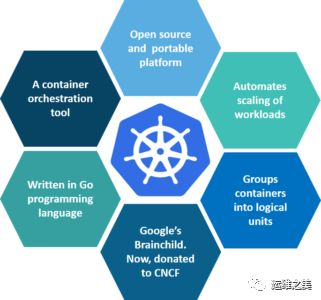 Open source
and portable
platform
A container
orchestration
tool
Automates
scaling of
workloads
Written in Go
programming
language
Groups
containers
into logical
units
Google's
Brainchild.
Now, donated
to CNCF
运维之美